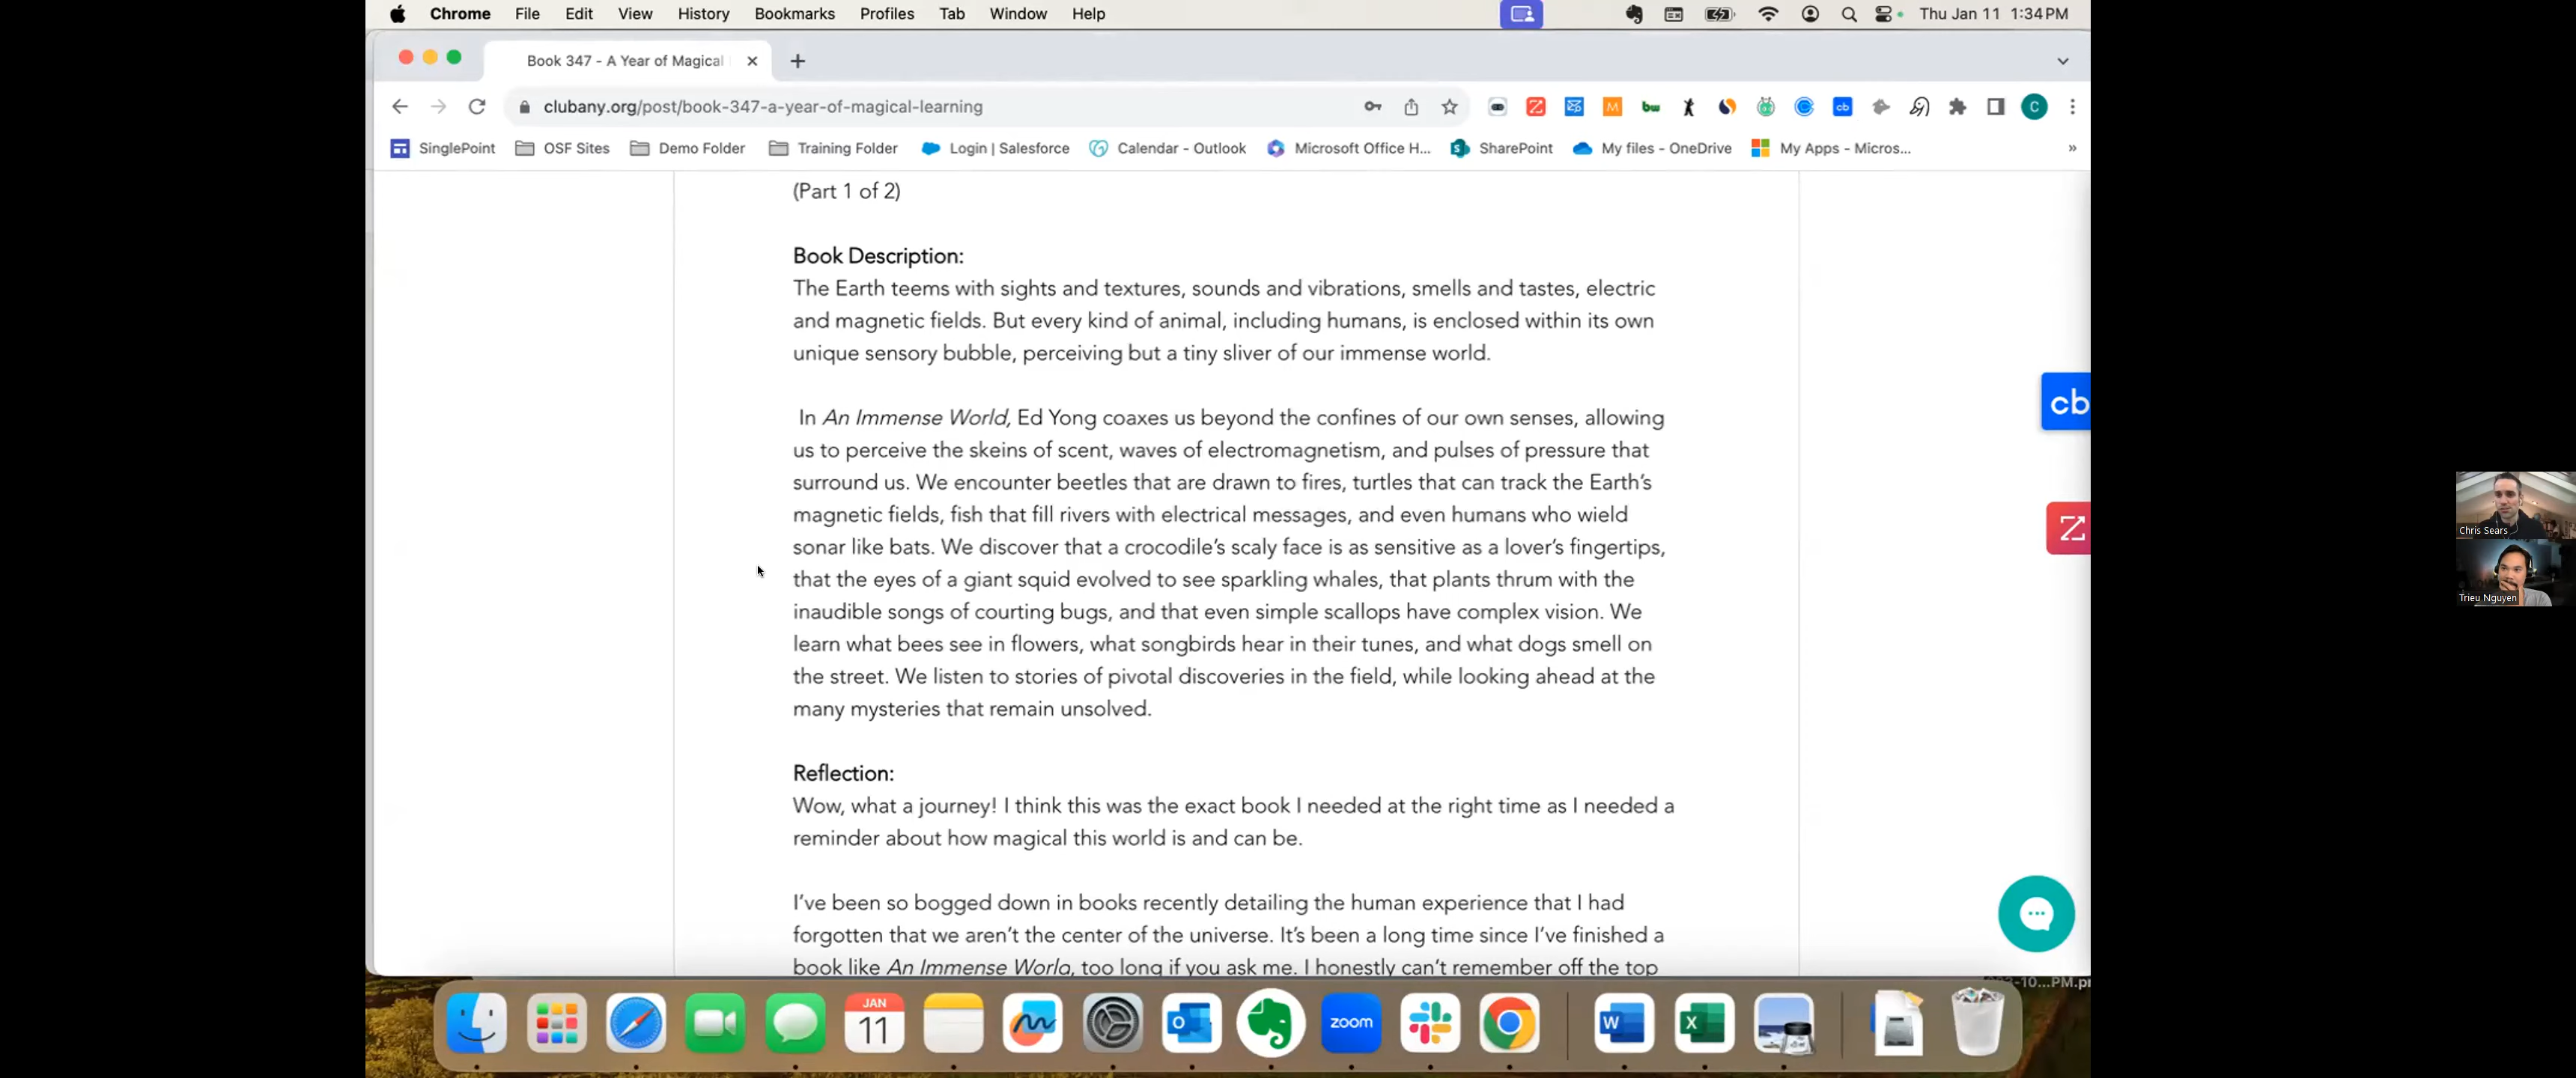 Chrome File Edit View History Bookmarks Profiles Tab Window Help Thu Jan 11 1:34 PM
Book 347 - A Year of Magical
clubany.org/post/book-347-a-year-of-magical-learning
M bw cb C
SinglePoint OSF Sites Demo Folder Training Folder Login | Salesforce Calendar - Outlook Microsoft Office H... SharePoint My files - OneDrive My Apps - Micros... »
(Part 1 of 2)
Book Description:
The Earth teems with sights and textures, sounds and vibrations, smells and tastes, electric
and magnetic fields. But every kind of animal, including humans, is enclosed within its own
unique sensory bubble, perceiving but a tiny sliver of our immense world.
In An Immense World, Ed Yong coaxes us beyond the confines of our own senses, allowing
us to perceive the skeins of scent, waves of electromagnetism, and pulses of pressure that
surround us. We encounter beetles that are drawn to fires, turtles that can track the Earth's
magnetic fields, fish that fill rivers with electrical messages, and even humans who wield
sonar like bats. We discover that a crocodile's scaly face is as sensitive as a lover's fingertips,
that the eyes of a giant squid evolved to see sparkling whales, that plants thrum with the
inaudible songs of courting bugs, and that even simple scallops have complex vision. We
learn what bees see in flowers, what songbirds hear in their tunes, and what dogs smell on
the street. We listen to stories of pivotal discoveries in the field, while looking ahead at the
many mysteries that remain unsolved.
Reflection:
Wow, what a journey! I think this was the exact book I needed at the right time as I needed a
reminder about how magical this world is and can be.
I've been so bogged down in books recently detailing the human experience that I had
forgotten that we aren't the center of the universe. It's been a long time since I've finished a
book like An Immense World, too long if you ask me. I honestly can't remember off the top
cb
Z
Chris Sears
Trieu Nguyen
JAN
11
zoom
W
X